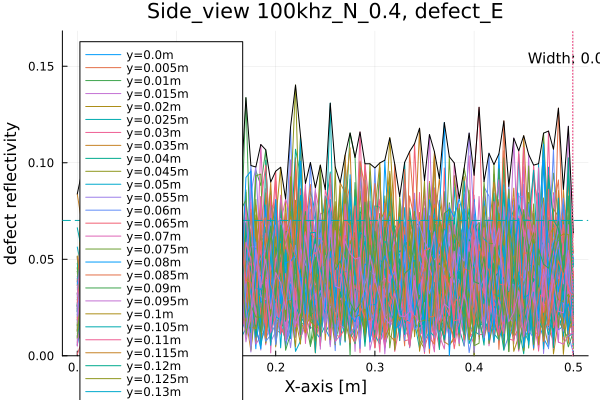 Side_view 100khz_N_0.4, defect_E
defect reflectivity
0.15
0.10
0.05
0.00
y=0.0m
y=0.005m
y=0.01m
y=0.015m
y=0.02m
y=0.025m
y=0.03m
y=0.035m
y=0.04m
y=0.045m
y=0.05m
y=0.055m
y=0.06m
y=0.065m
y=0.07m
y=0.075m
y=0.08m
y=0.085m
y=0.09m
y=0.095m
y=0.1m
y=0.105m
y=0.11m
y=0.115m
y=0.12m
y=0.125m
y=0.13m
Width: 0.0
0. 0.2 0.3 0.4 0.5
X-axis [m]